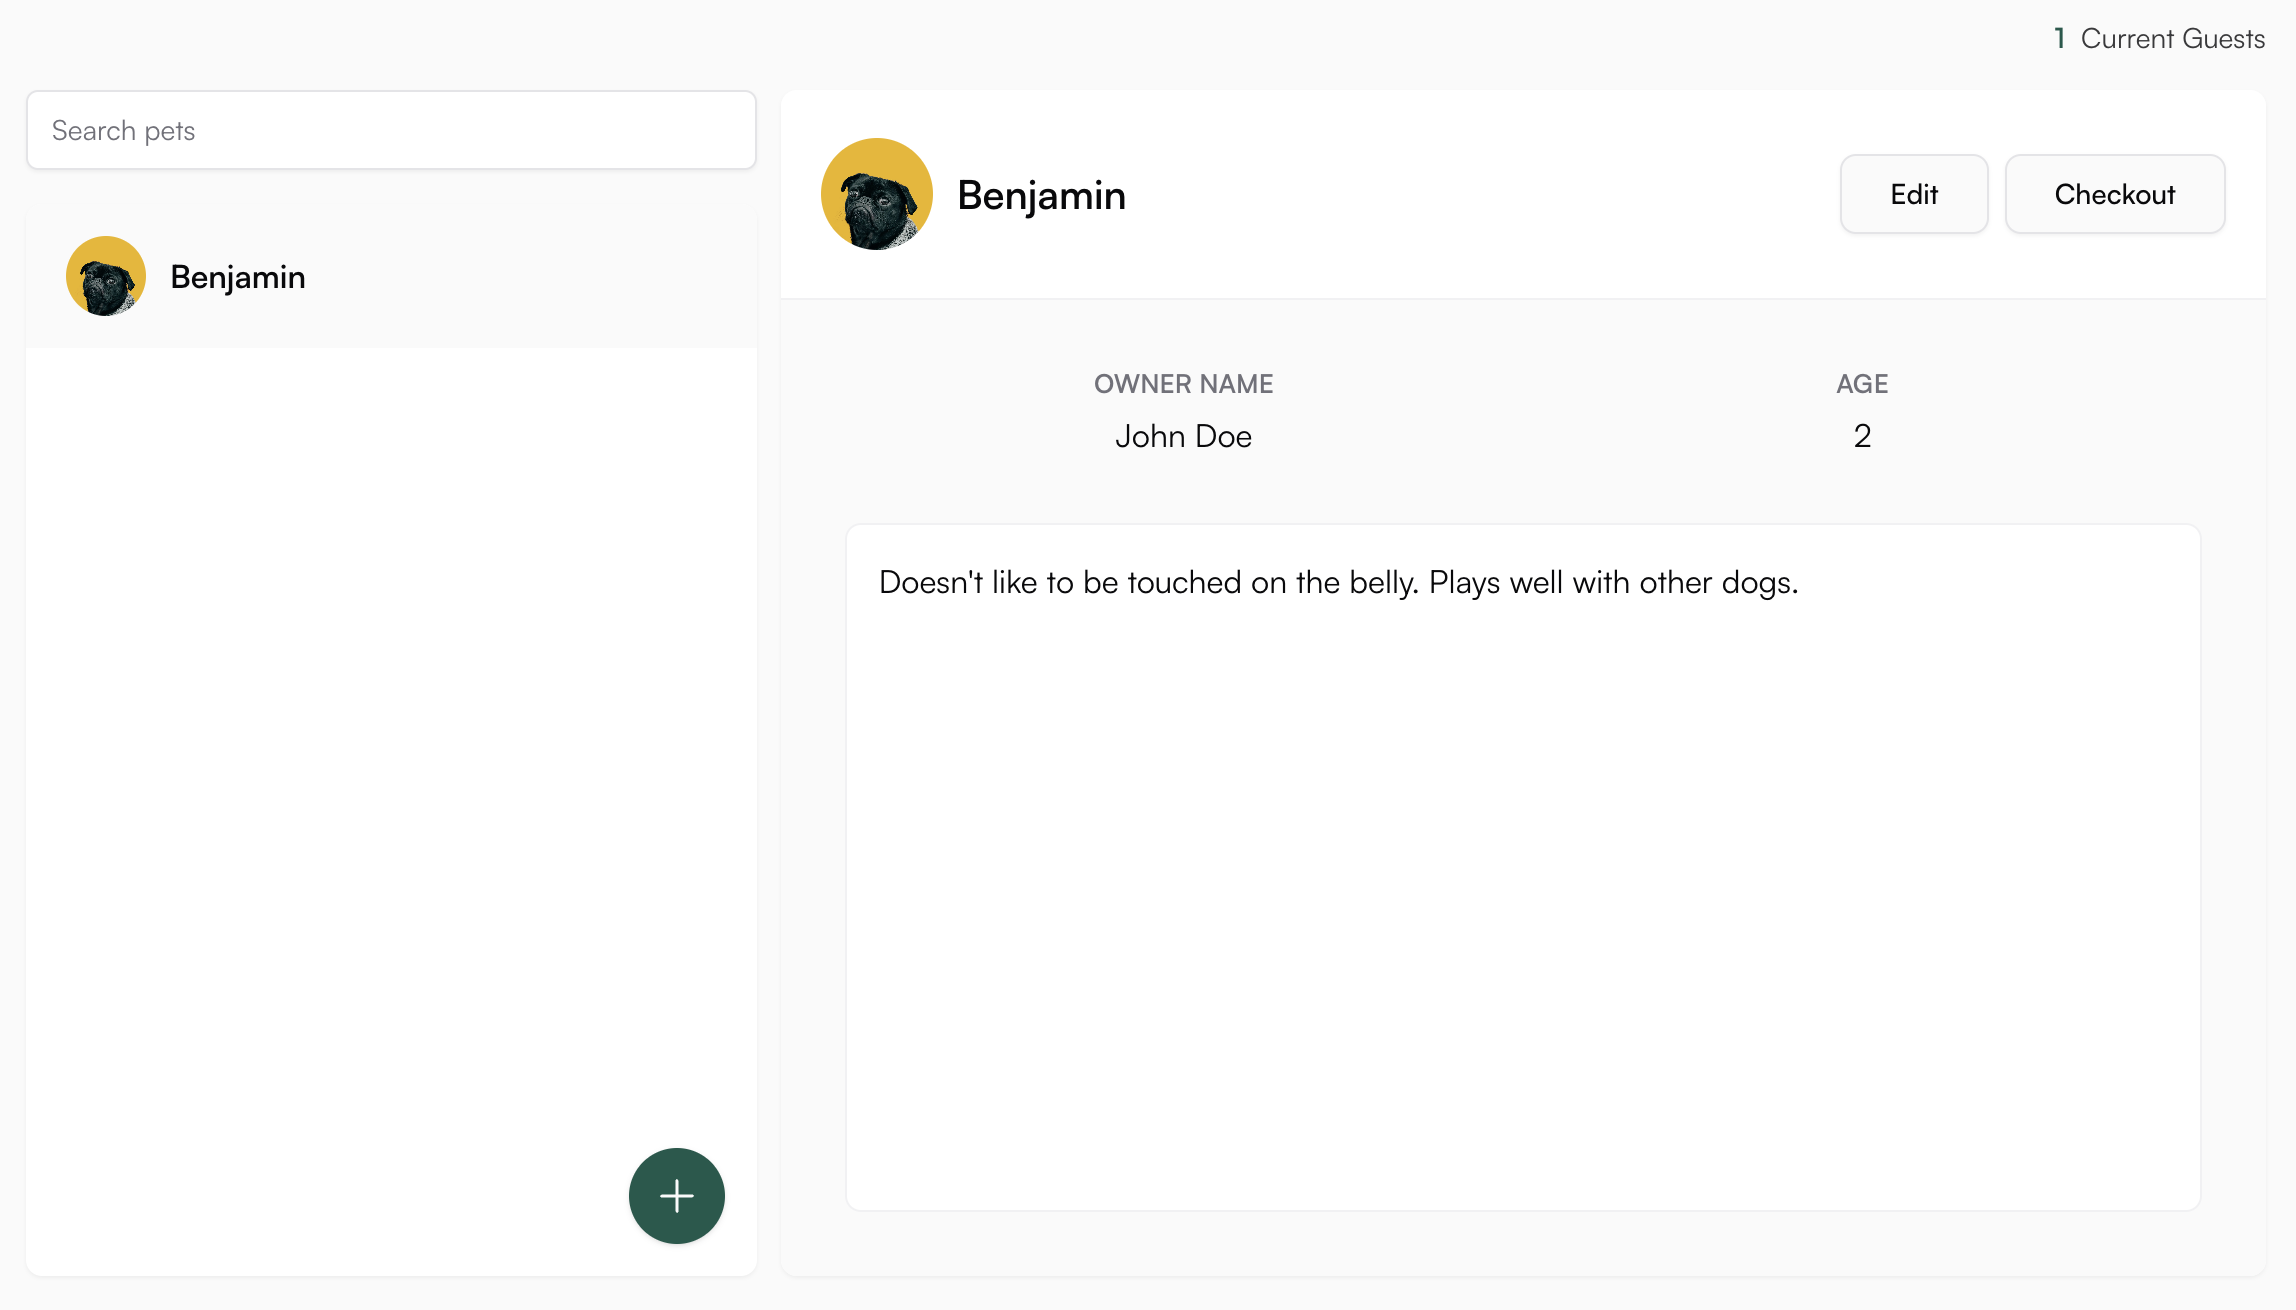 1 Current Guests
Search pets
Benjamin
Benjamin
Edit
Checkout
OWNER NAME
John Doe
AGE
2
Doesn't like to be touched on the belly. Plays well with other dogs.